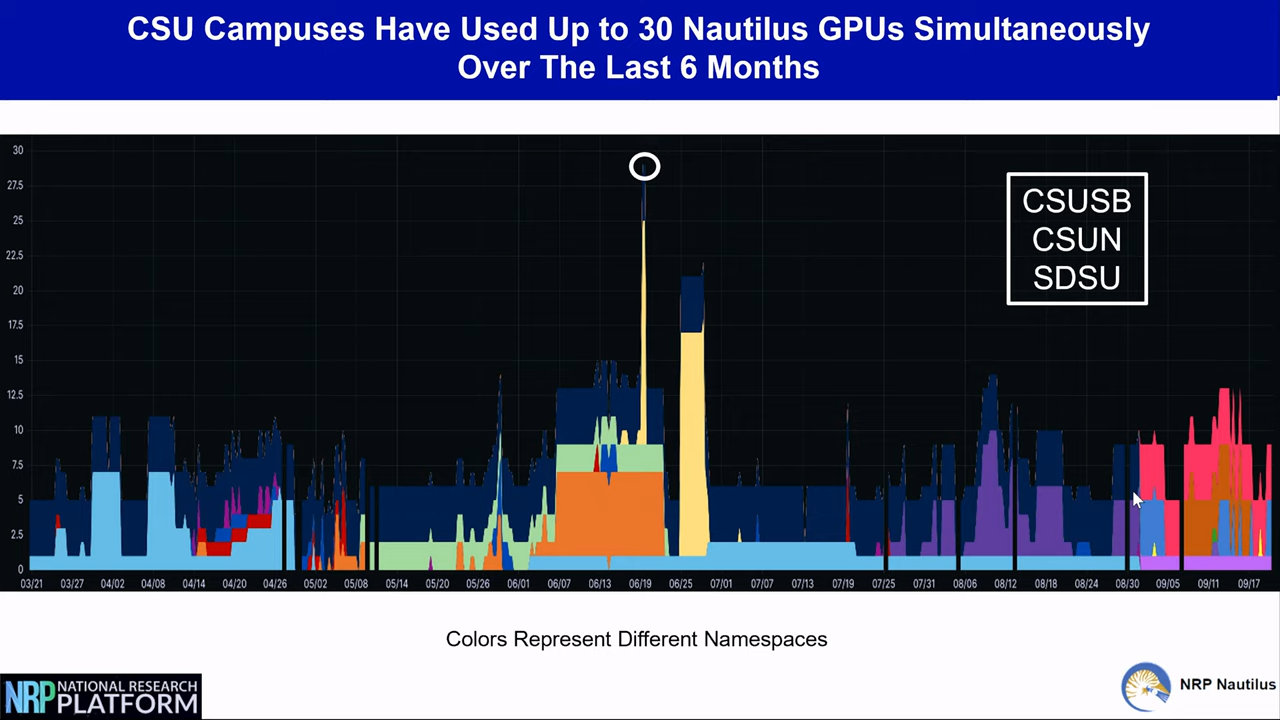 CSU Campuses Have Used Up to 30 Nautilus GPUs Simultaneously
Over The Last 6 Months
30
27.5
25
22.5
20
17.5
15
12.5
10
7.5
5
2.5
0
CSUSB
CSUN
SDSU
03/21 03/27 04/02 04/08 04/14 04/20 04/26 05/02 05/08 05/14 05/20 05/26 06/01 06/07 06/13 06/19 06/25 07/01 07/07 07/13 07/19 07/25 07/31 08/06 08/12 08/18 08/24 08/30 09/05 09/11 09/17
Colors Represent Different Namespaces
NRP NATIONAL RESEARCH
PLATFORM
NRP Nautilus